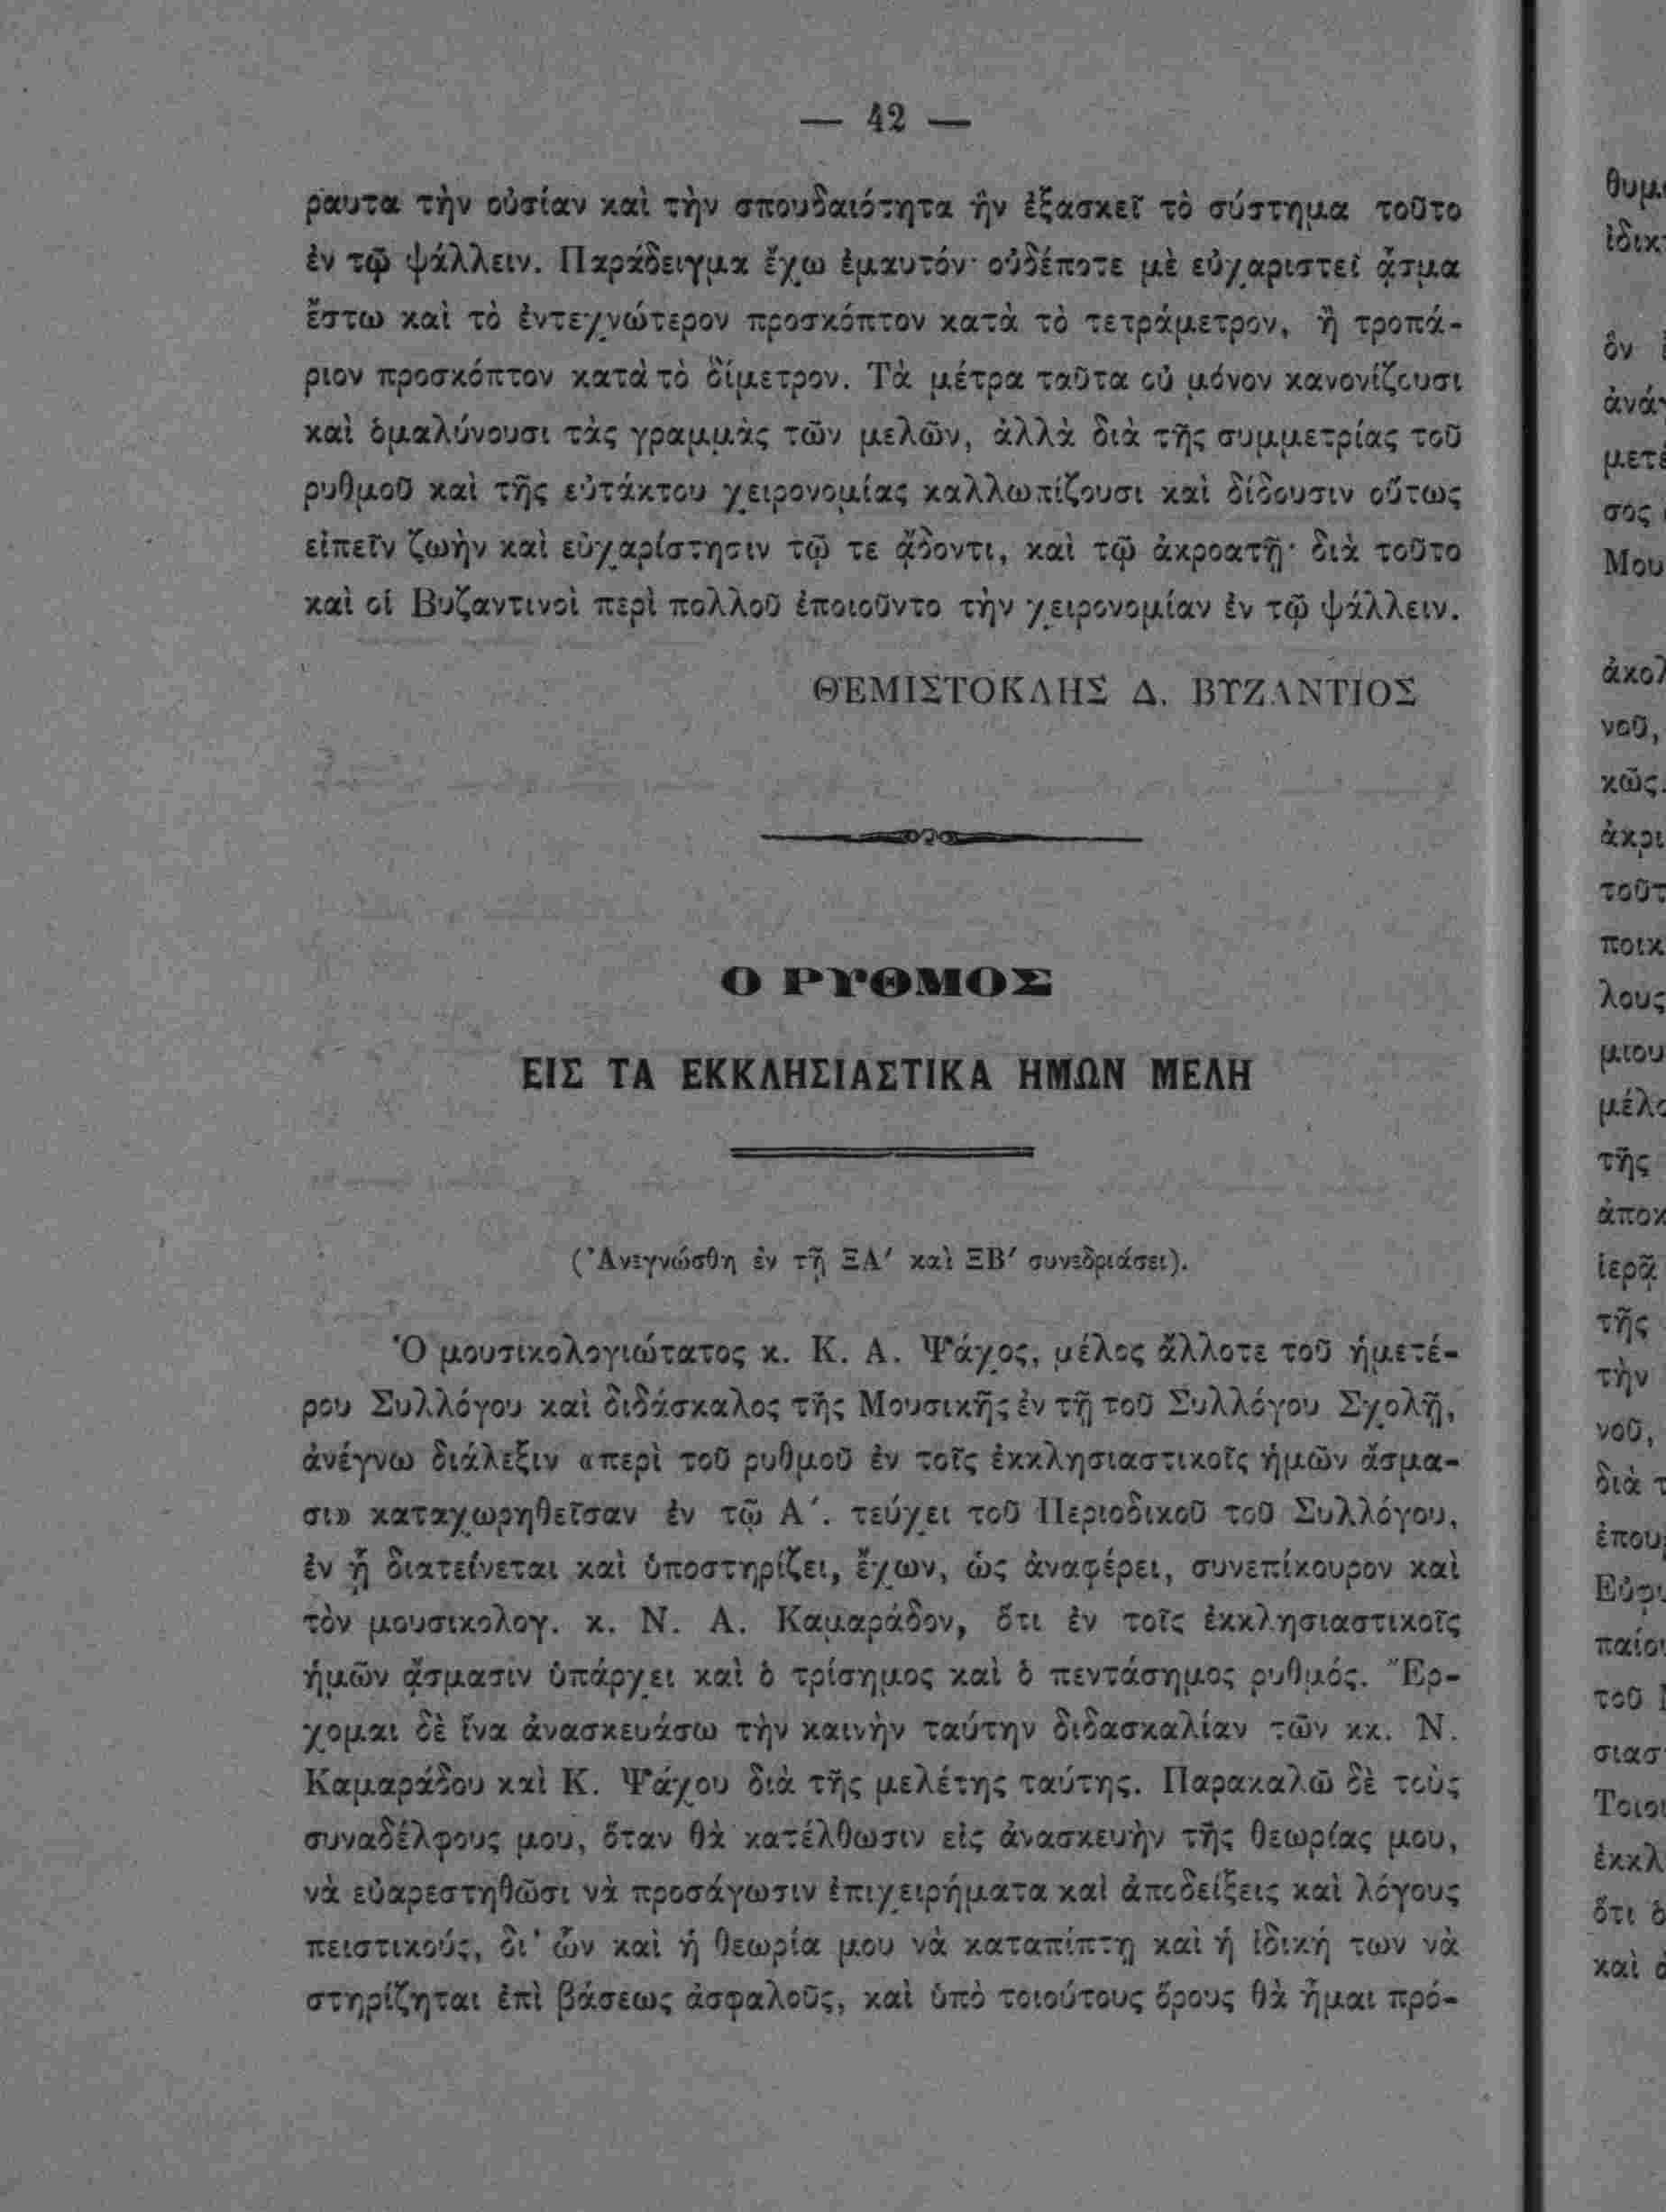 — 42 —
ραυτα τὴν οὐσίαν καὶ τὴν σπουδαιότητα ἣν ἐξασκεῖ τὸ σύστημα τοῦτο
ἐν τῷ ψάλλειν. Παράδειγμα ἔχω ἐμαυτόν· οὐδέποτε μὲ εὐχαριστεῖ ᾆσμα
ἔστω καὶ τὸ ἐντεχνώτερον προσκόπτον κατὰ τὸ τετράμετρον, ἢ τροπά-
ριον προσκόπτον κατὰ τὸ δίμετρον. Τὰ μέτρα ταῦτα οὐ μόνον κανονίζουσι
καὶ ὁμαλύνουσι τὰς γραμμὰς τῶν μελῶν, ἀλλὰ διὰ τῆς συμμετρίας τοῦ
ρυθμοῦ καὶ τῆς εὐτάκτου χειρονομίας καλλωπίζουσι καὶ δίδουσιν οὕτως
εἰπεῖν ζωὴν καὶ εὐχαρίστησιν τῷ τε ᾄδοντι, καὶ τῷ ἀκροατῇ· διὰ τοῦτο
καὶ οἱ Βυζαντινοὶ περὶ πολλοῦ ἐποιοῦντο τὴν χειρονομίαν ἐν τῷ ψάλλειν.
ΘΕΜΙΣΤΟΚΛΗΣ Δ. ΒΥΖΑΝΤΙΟΣ
Ο ΡΥΘΜΟΣ
ΕΙΣ ΤΑ ΕΚΚΛΗΣΙΑΣΤΙΚΑ ΗΜΩΝ ΜΕΛΗ
(Ἀνεγνώσθη ἐν τῇ ΞΑʹ καὶ ΞΒʹ συνεδριάσει).
Ὁ μουσικολογιώτατος κ. Κ. Α. Ψάχος, μέλος ἄλλοτε τοῦ ἡμετέ-
ρου Συλλόγου καὶ διδάσκαλος τῆς Μουσικῆς ἐν τῇ τοῦ Συλλόγου Σχολῇ,
ἀνέγνω διάλεξιν «περὶ τοῦ ρυθμοῦ ἐν τοῖς ἐκκλησιαστικοῖς ἡμῶν ἄσμα-
σι» καταχωρηθεῖσαν ἐν τῷ Αʹ. τεύχει τοῦ Περιοδικοῦ τοῦ Συλλόγου,
ἐν ᾗ διατείνεται καὶ ὑποστηρίζει, ἔχων, ὡς ἀναφέρει, συνεπίκουρον καὶ
τὸν μουσικολογ. κ. Ν. Α. Καμαράδον, ὅτι ἐν τοῖς ἐκκλησιαστικοῖς
ἡμῶν ᾄσμασιν ὑπάρχει καὶ ὁ τρίσημος καὶ ὁ πεντάσημος ρυθμός. Ἔρ-
χομαι δὲ ἵνα ἀνασκευάσω τὴν καινὴν ταύτην διδασκαλίαν τῶν κκ. Ν.
Καμαράδου καὶ Κ. Ψάχου διὰ τῆς μελέτης ταύτης. Παρακαλῶ δὲ τοὺς
συναδέλφους μου, ὅταν θὰ κατέλθωσιν εἰς ἀνασκευὴν τῆς θεωρίας μου,
νὰ εὐαρεστηθῶσι νὰ προσάγωσιν ἐπιχειρήματα καὶ ἀποδείξεις καὶ λόγους
πειστικούς, δι' ὧν καὶ ἡ θεωρία μου νὰ καταπίπτῃ καὶ ἡ ἰδική των νὰ
στηρίζηται ἐπὶ βάσεως ἀσφαλοῦς, καὶ ὑπὸ τοιούτους ὅρους θὰ ἦμαι πρό-